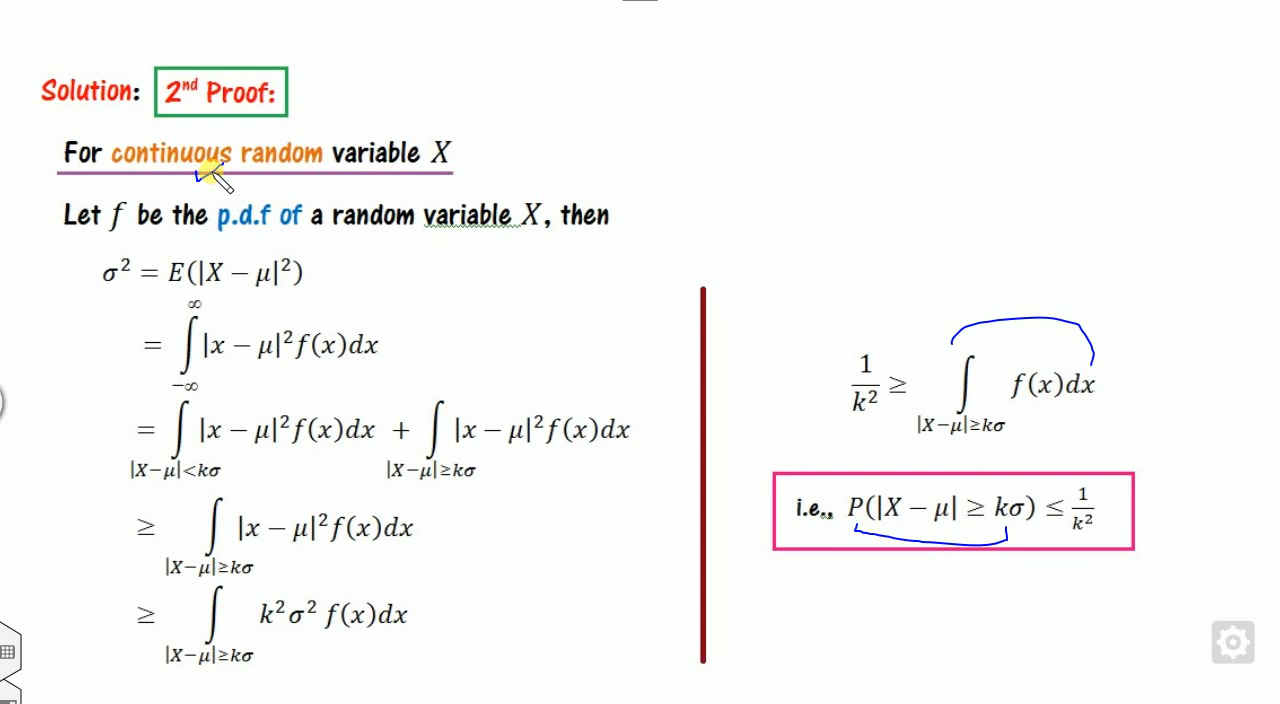 Solution: 2nd Proof:
For continuous random variable X
Let f be the p.d.f of a random variable X, then
σ² = E(|X − μ|²)
= ∫_{−∞}^{∞} |x − μ|² f(x)dx
= ∫_{|X−μ|<kσ} |x − μ|² f(x)dx + ∫_{|X−μ|≥kσ} |x − μ|² f(x)dx
≥ ∫_{|X−μ|≥kσ} |x − μ|² f(x)dx
≥ ∫_{|X−μ|≥kσ} k²σ² f(x)dx
1/k² ≥ ∫_{|X−μ|≥kσ} f(x)dx
i.e., P(|X − μ| ≥ kσ) ≤ 1/k²